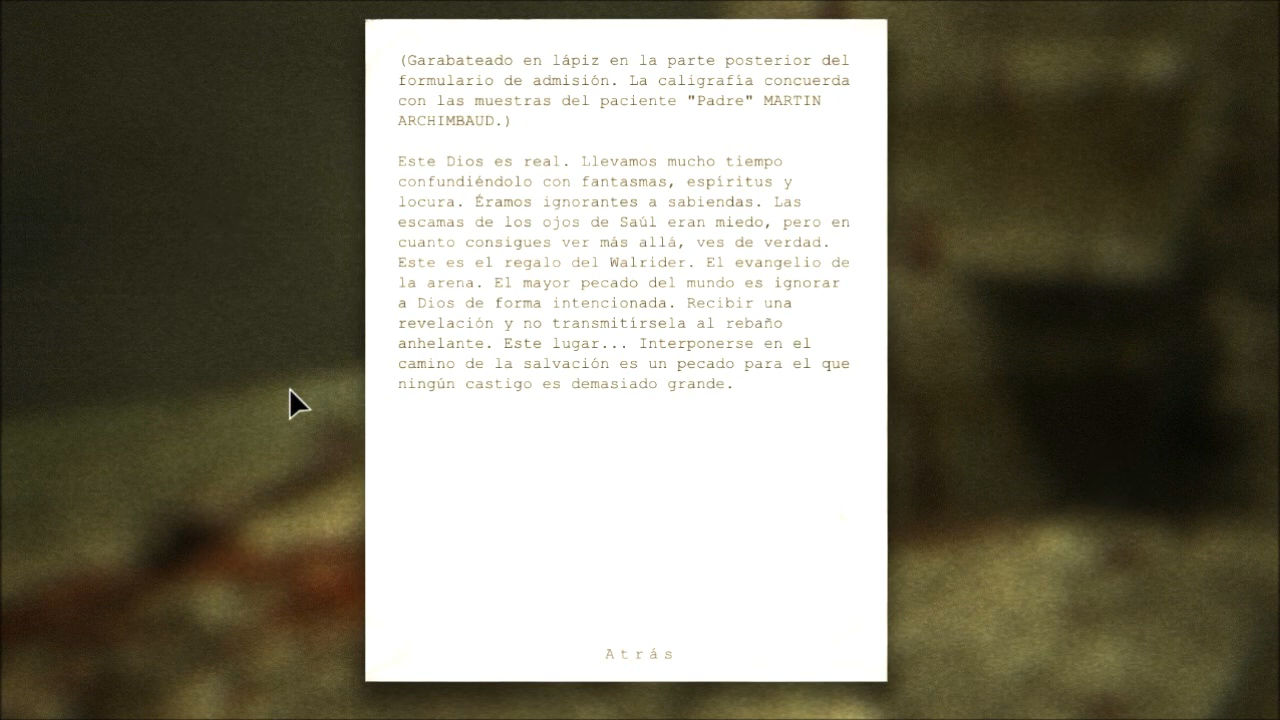 (Garabateado en lápiz en la parte posterior del
formulario de admisión. La caligrafía concuerda
con las muestras del paciente "Padre" MARTIN
ARCHIMBAUD.)
Este Dios es real. Llevamos mucho tiempo
confundiéndolo con fantasmas, espíritus y
locura. Éramos ignorantes a sabiendas. Las
escamas de los ojos de Saúl eran miedo, pero en
cuanto consigues ver más allá, ves de verdad.
Este es el regalo del Walrider. El evangelio de
la arena. El mayor pecado del mundo es ignorar
a Dios de forma intencionada. Recibir una
revelación y no transmitírsela al rebaño
anhelante. Este lugar... Interponerse en el
camino de la salvación es un pecado para el que
ningún castigo es demasiado grande.
Atrás